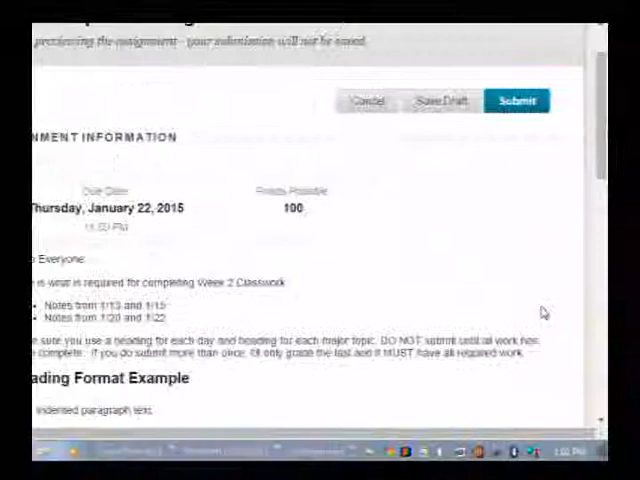 previewing the assignment - your submission will not be saved.
Cancel Save Draft Submit
NMENT INFORMATION
Due Date Points Possible
Thursday, January 22, 2015 100
11:59 PM
o Everyone
e is what is required for completing Week 2 Classwork
• Notes from 1/13 and 1/15
• Notes from 1/20 and 1/22
e sure you use a heading for each day and heading for each major topic. DO NOT submit until all work has
complete. If you do submit more than once, I'll only grade the last and it MUST have all required work.
ading Format Example
indented paragraph text.